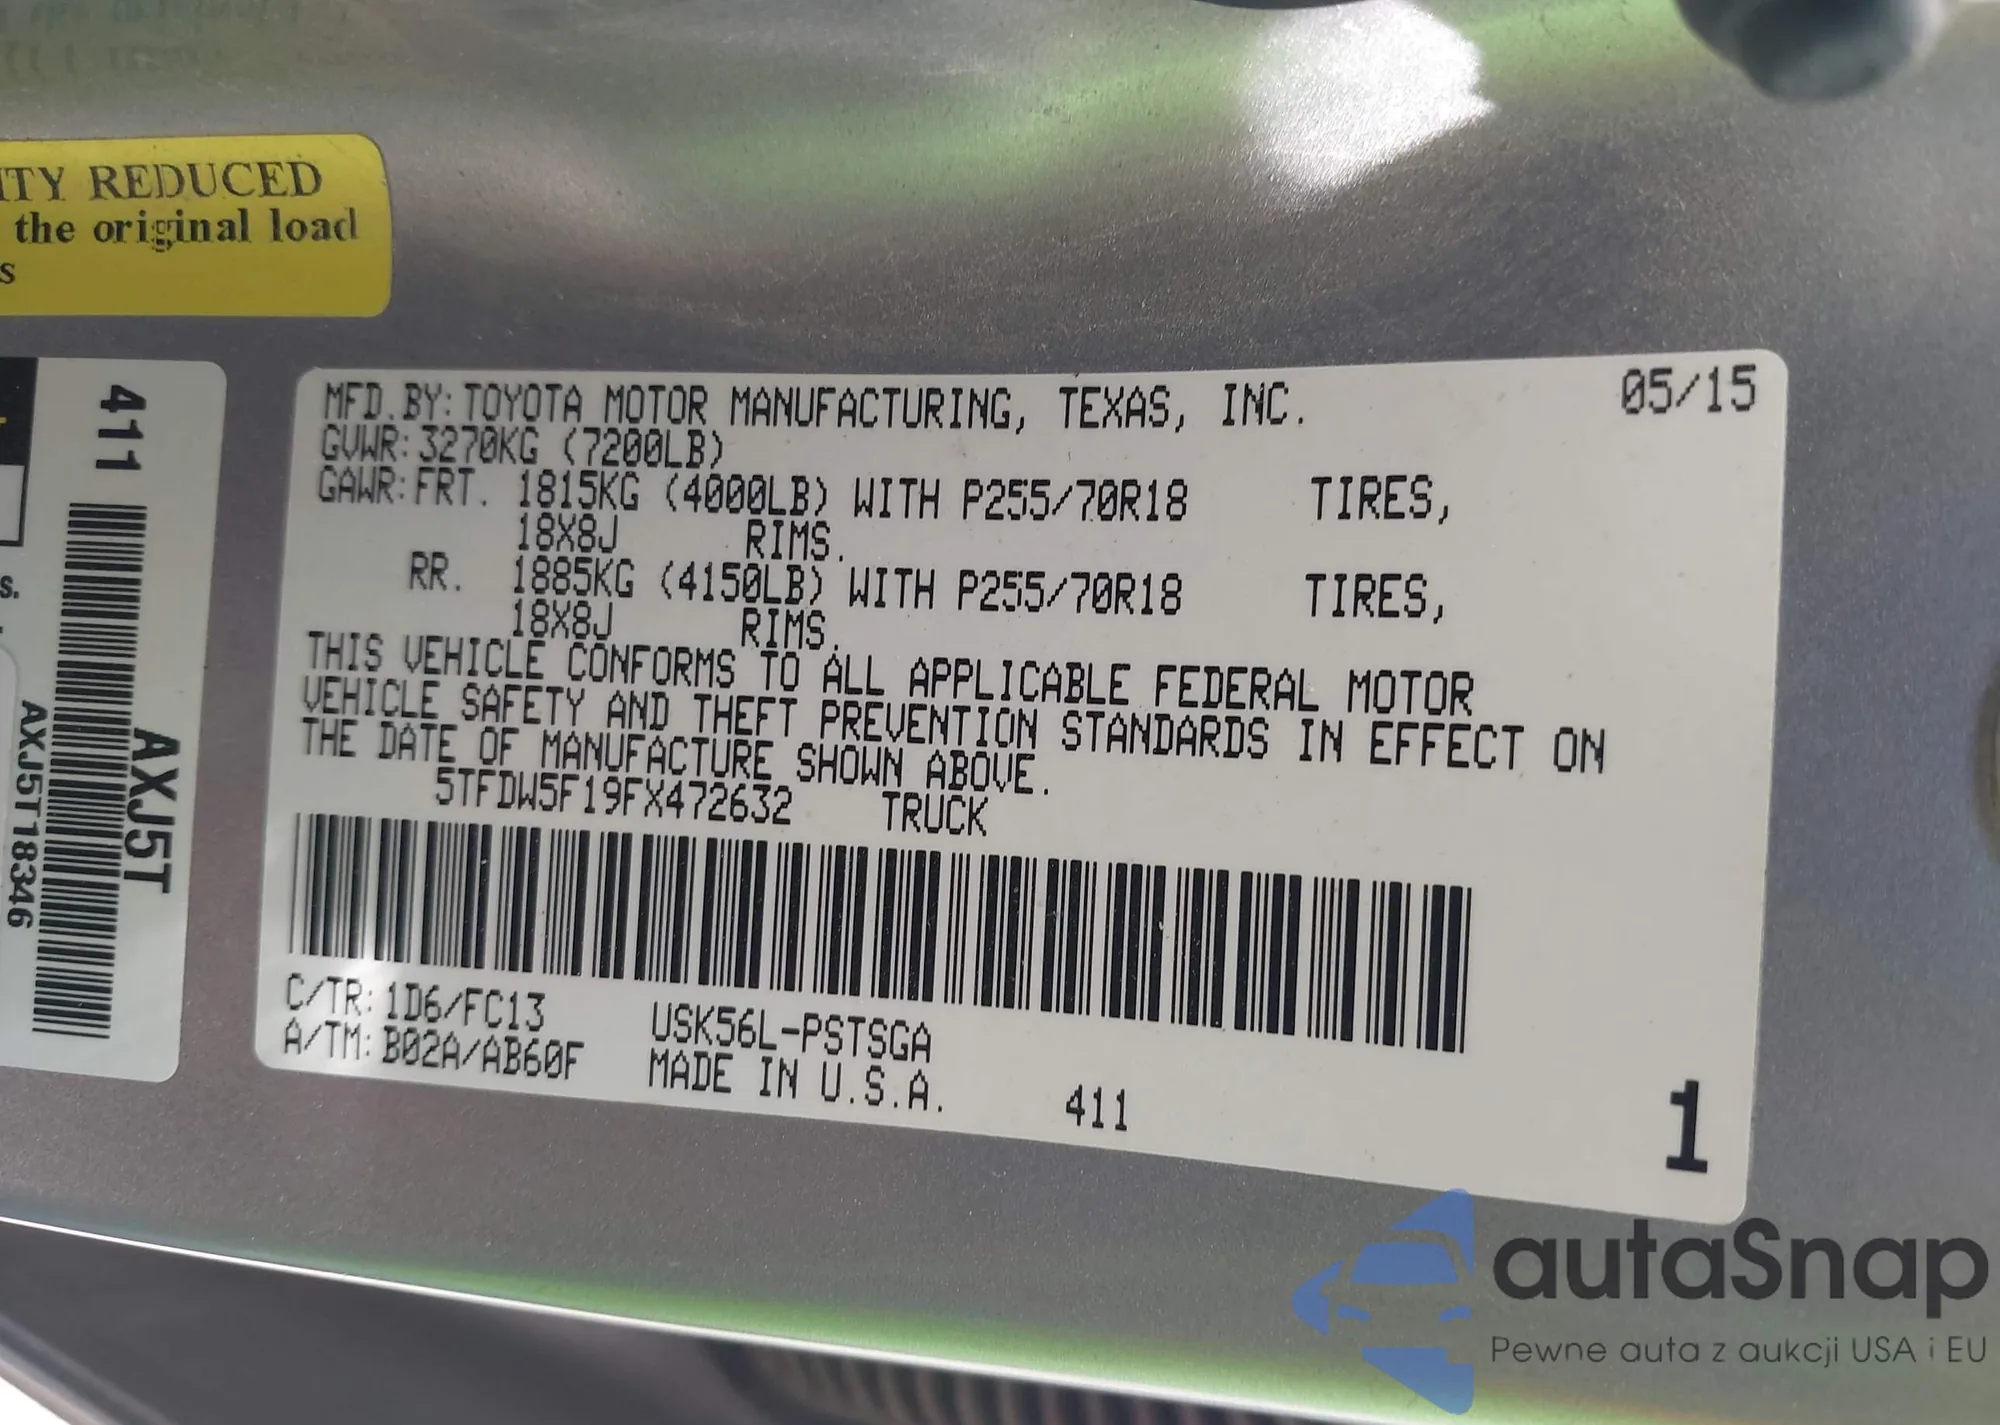 ITY REDUCED
the original load
s
411
AXJ5T
AXJ5T18346
s.
MFD.BY:TOYOTA MOTOR MANUFACTURING, TEXAS, INC. 05/15
GVWR:3270KG (7200LB)
GAWR:FRT. 1815KG (4000LB) WITH P255/70R18 TIRES,
18X8J RIMS.
RR. 1885KG (4150LB) WITH P255/70R18 TIRES,
18X8J RIMS.
THIS VEHICLE CONFORMS TO ALL APPLICABLE FEDERAL MOTOR
VEHICLE SAFETY AND THEFT PREVENTION STANDARDS IN EFFECT ON
THE DATE OF MANUFACTURE SHOWN ABOVE.
5TFDW5F19FX472632 TRUCK
C/TR:1D6/FC13 USK56L-PSTSGA
A/TM:B02A/AB60F MADE IN U.S.A. 411
1
autaSnap
Pewne auta z aukcji USA i EU